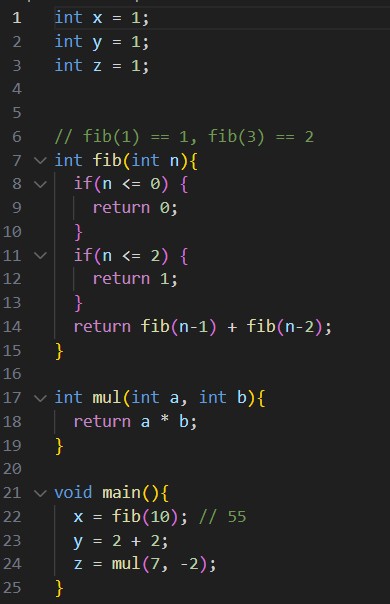 1 int x = 1;
2 int y = 1;
3 int z = 1;
4
5
6 // fib(1) == 1, fib(3) == 2
7 int fib(int n){
8 if(n <= 0) {
9 return 0;
10 }
11 if(n <= 2) {
12 return 1;
13 }
14 return fib(n-1) + fib(n-2);
15 }
16
17 int mul(int a, int b){
18 return a * b;
19 }
20
21 void main(){
22 x = fib(10); // 55
23 y = 2 + 2;
24 z = mul(7, -2);
25 }